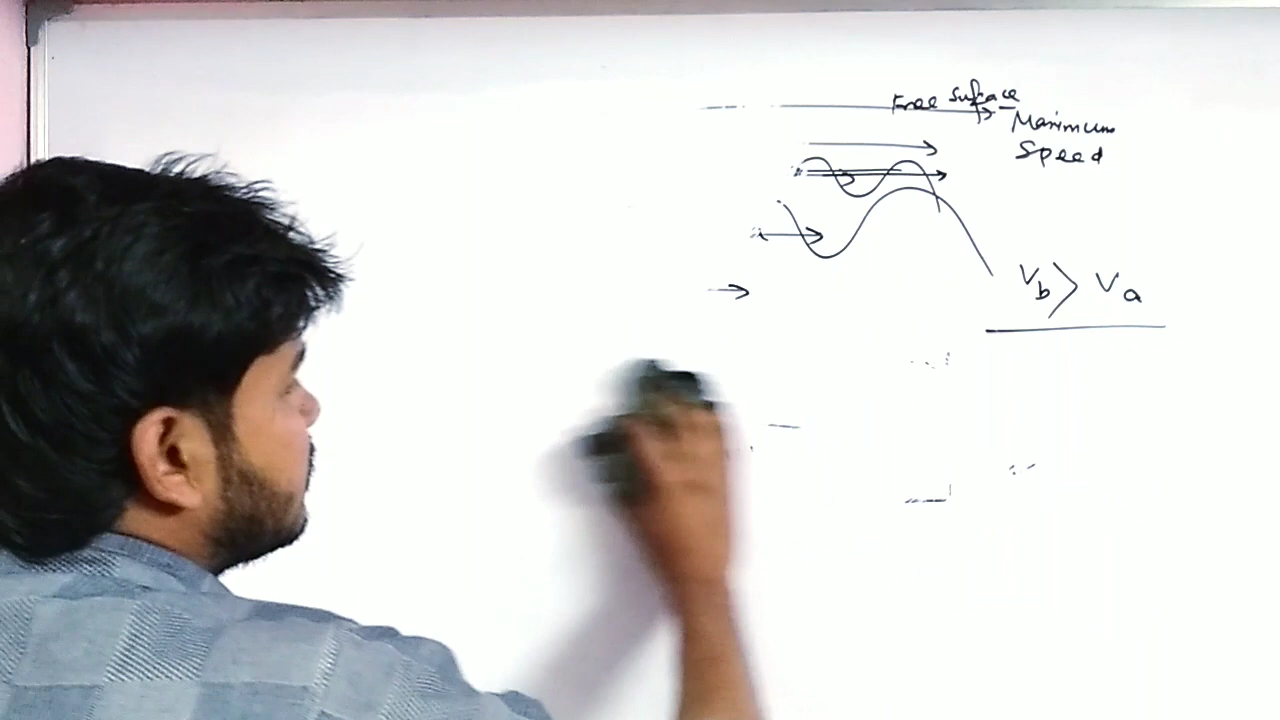 Free Surface
Maximum
Speed
a
Vb > Va